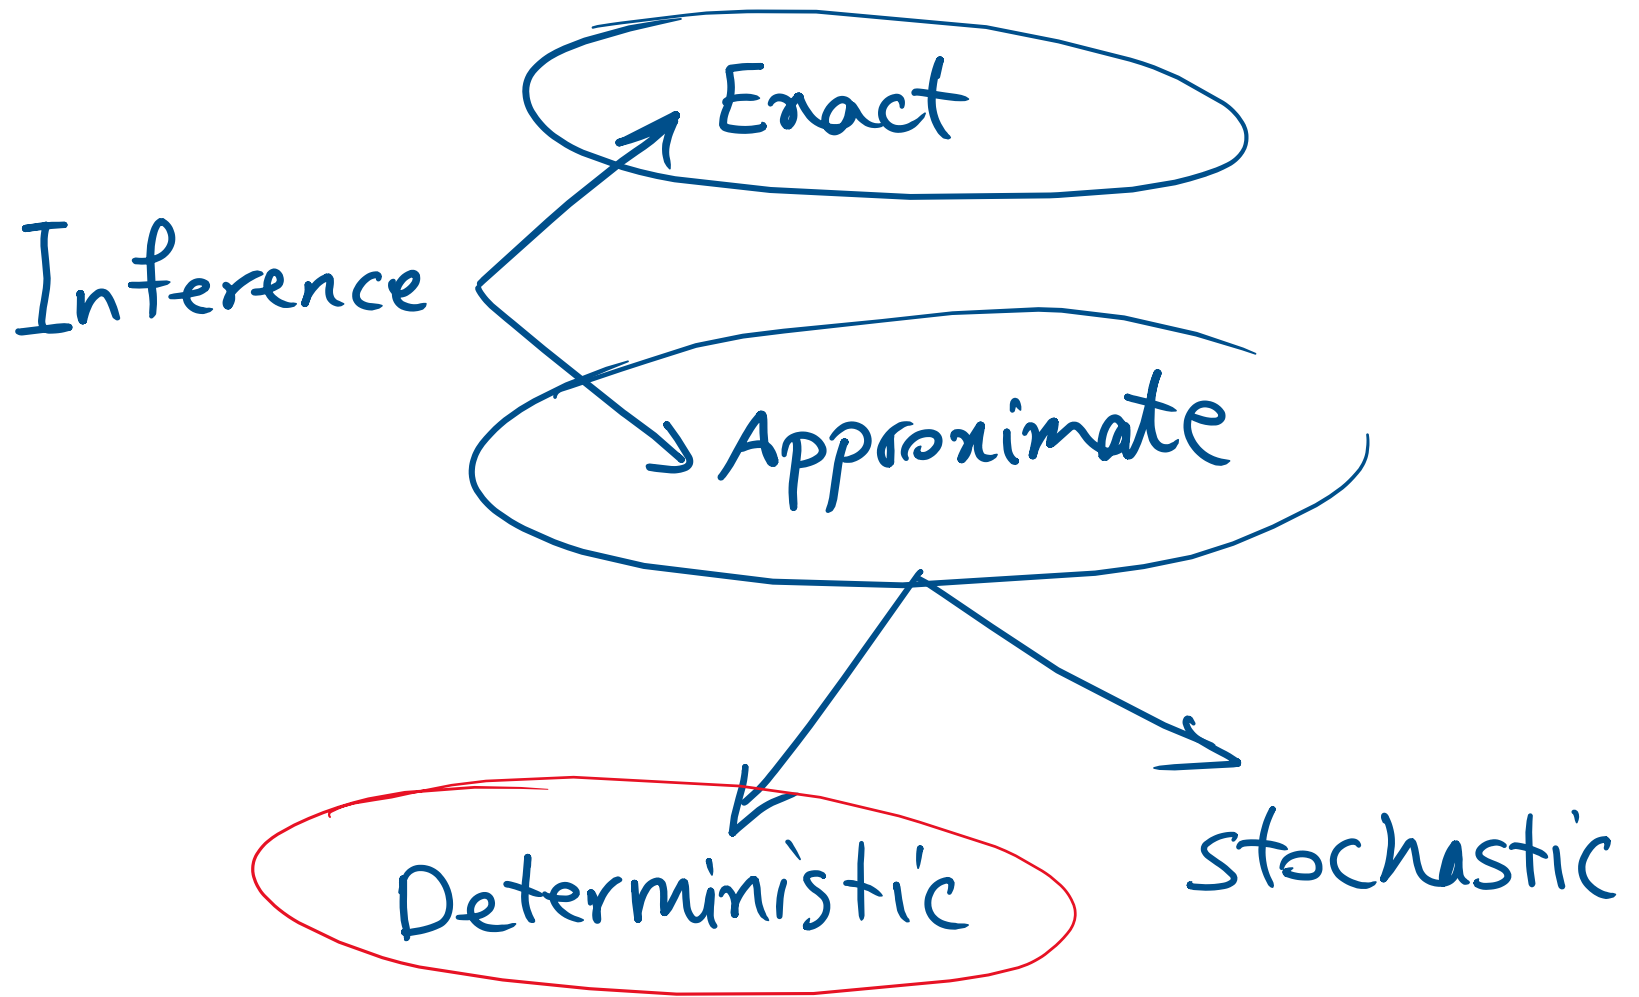 Exact
Inference
Approximate
Deterministic
stochastic